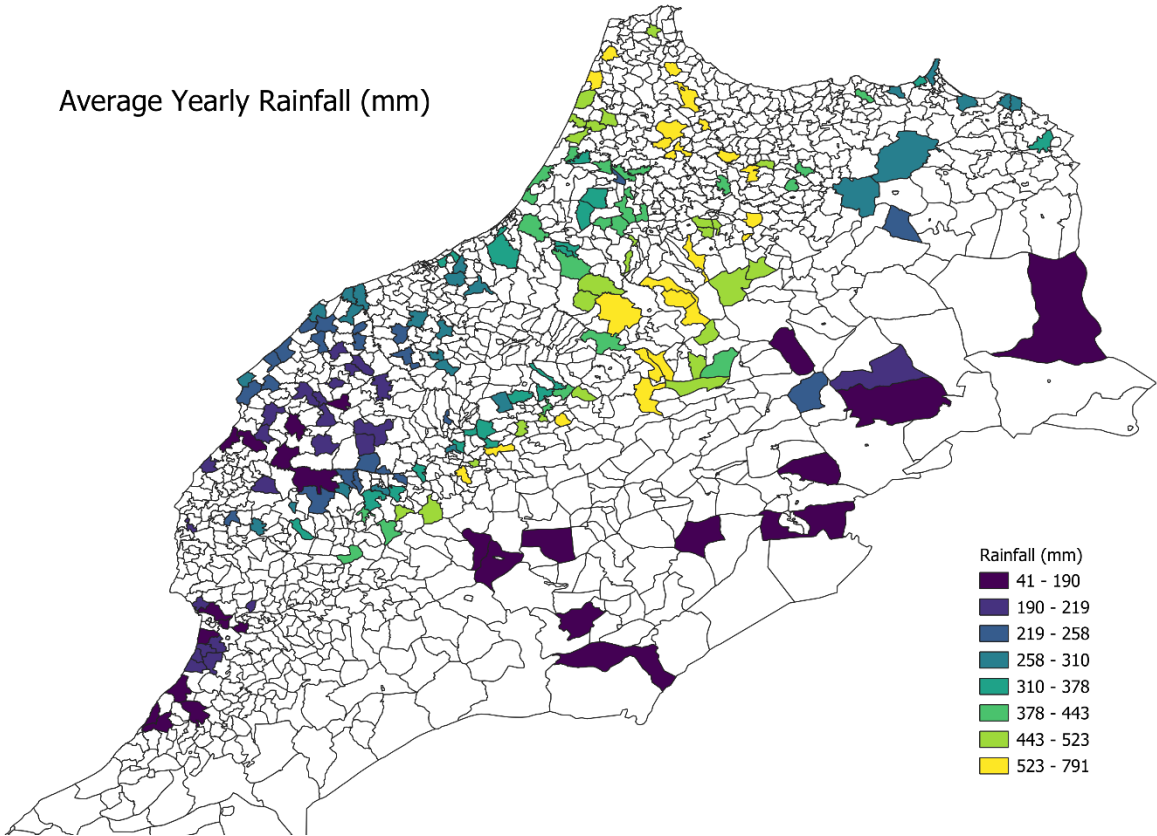 Average Yearly Rainfall (mm)
Rainfall (mm)
41 - 190
190 - 219
219 - 258
258 - 310
310 - 378
378 - 443
443 - 523
523 - 791